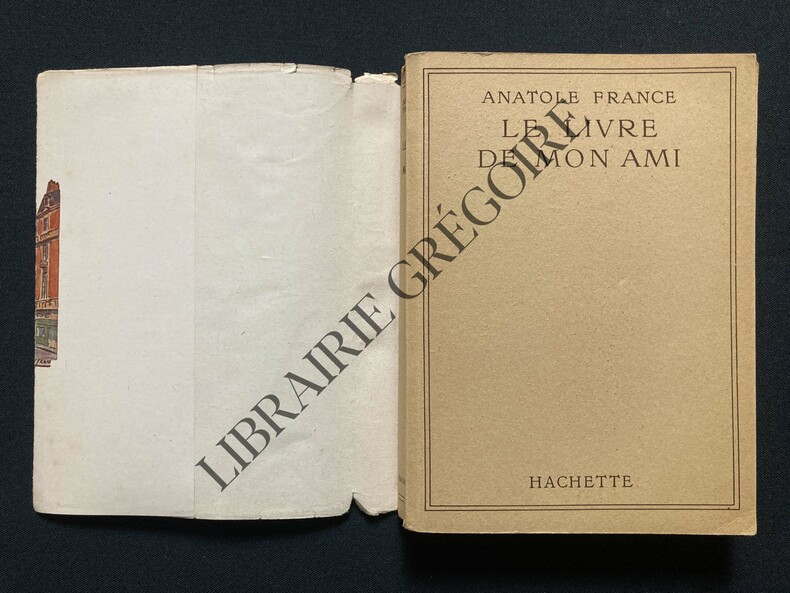 ANATOLE FRANCE
LE LIVRE
DE MON AMI
HACHETTE
LIBRAIRIE GRÉGOIRE